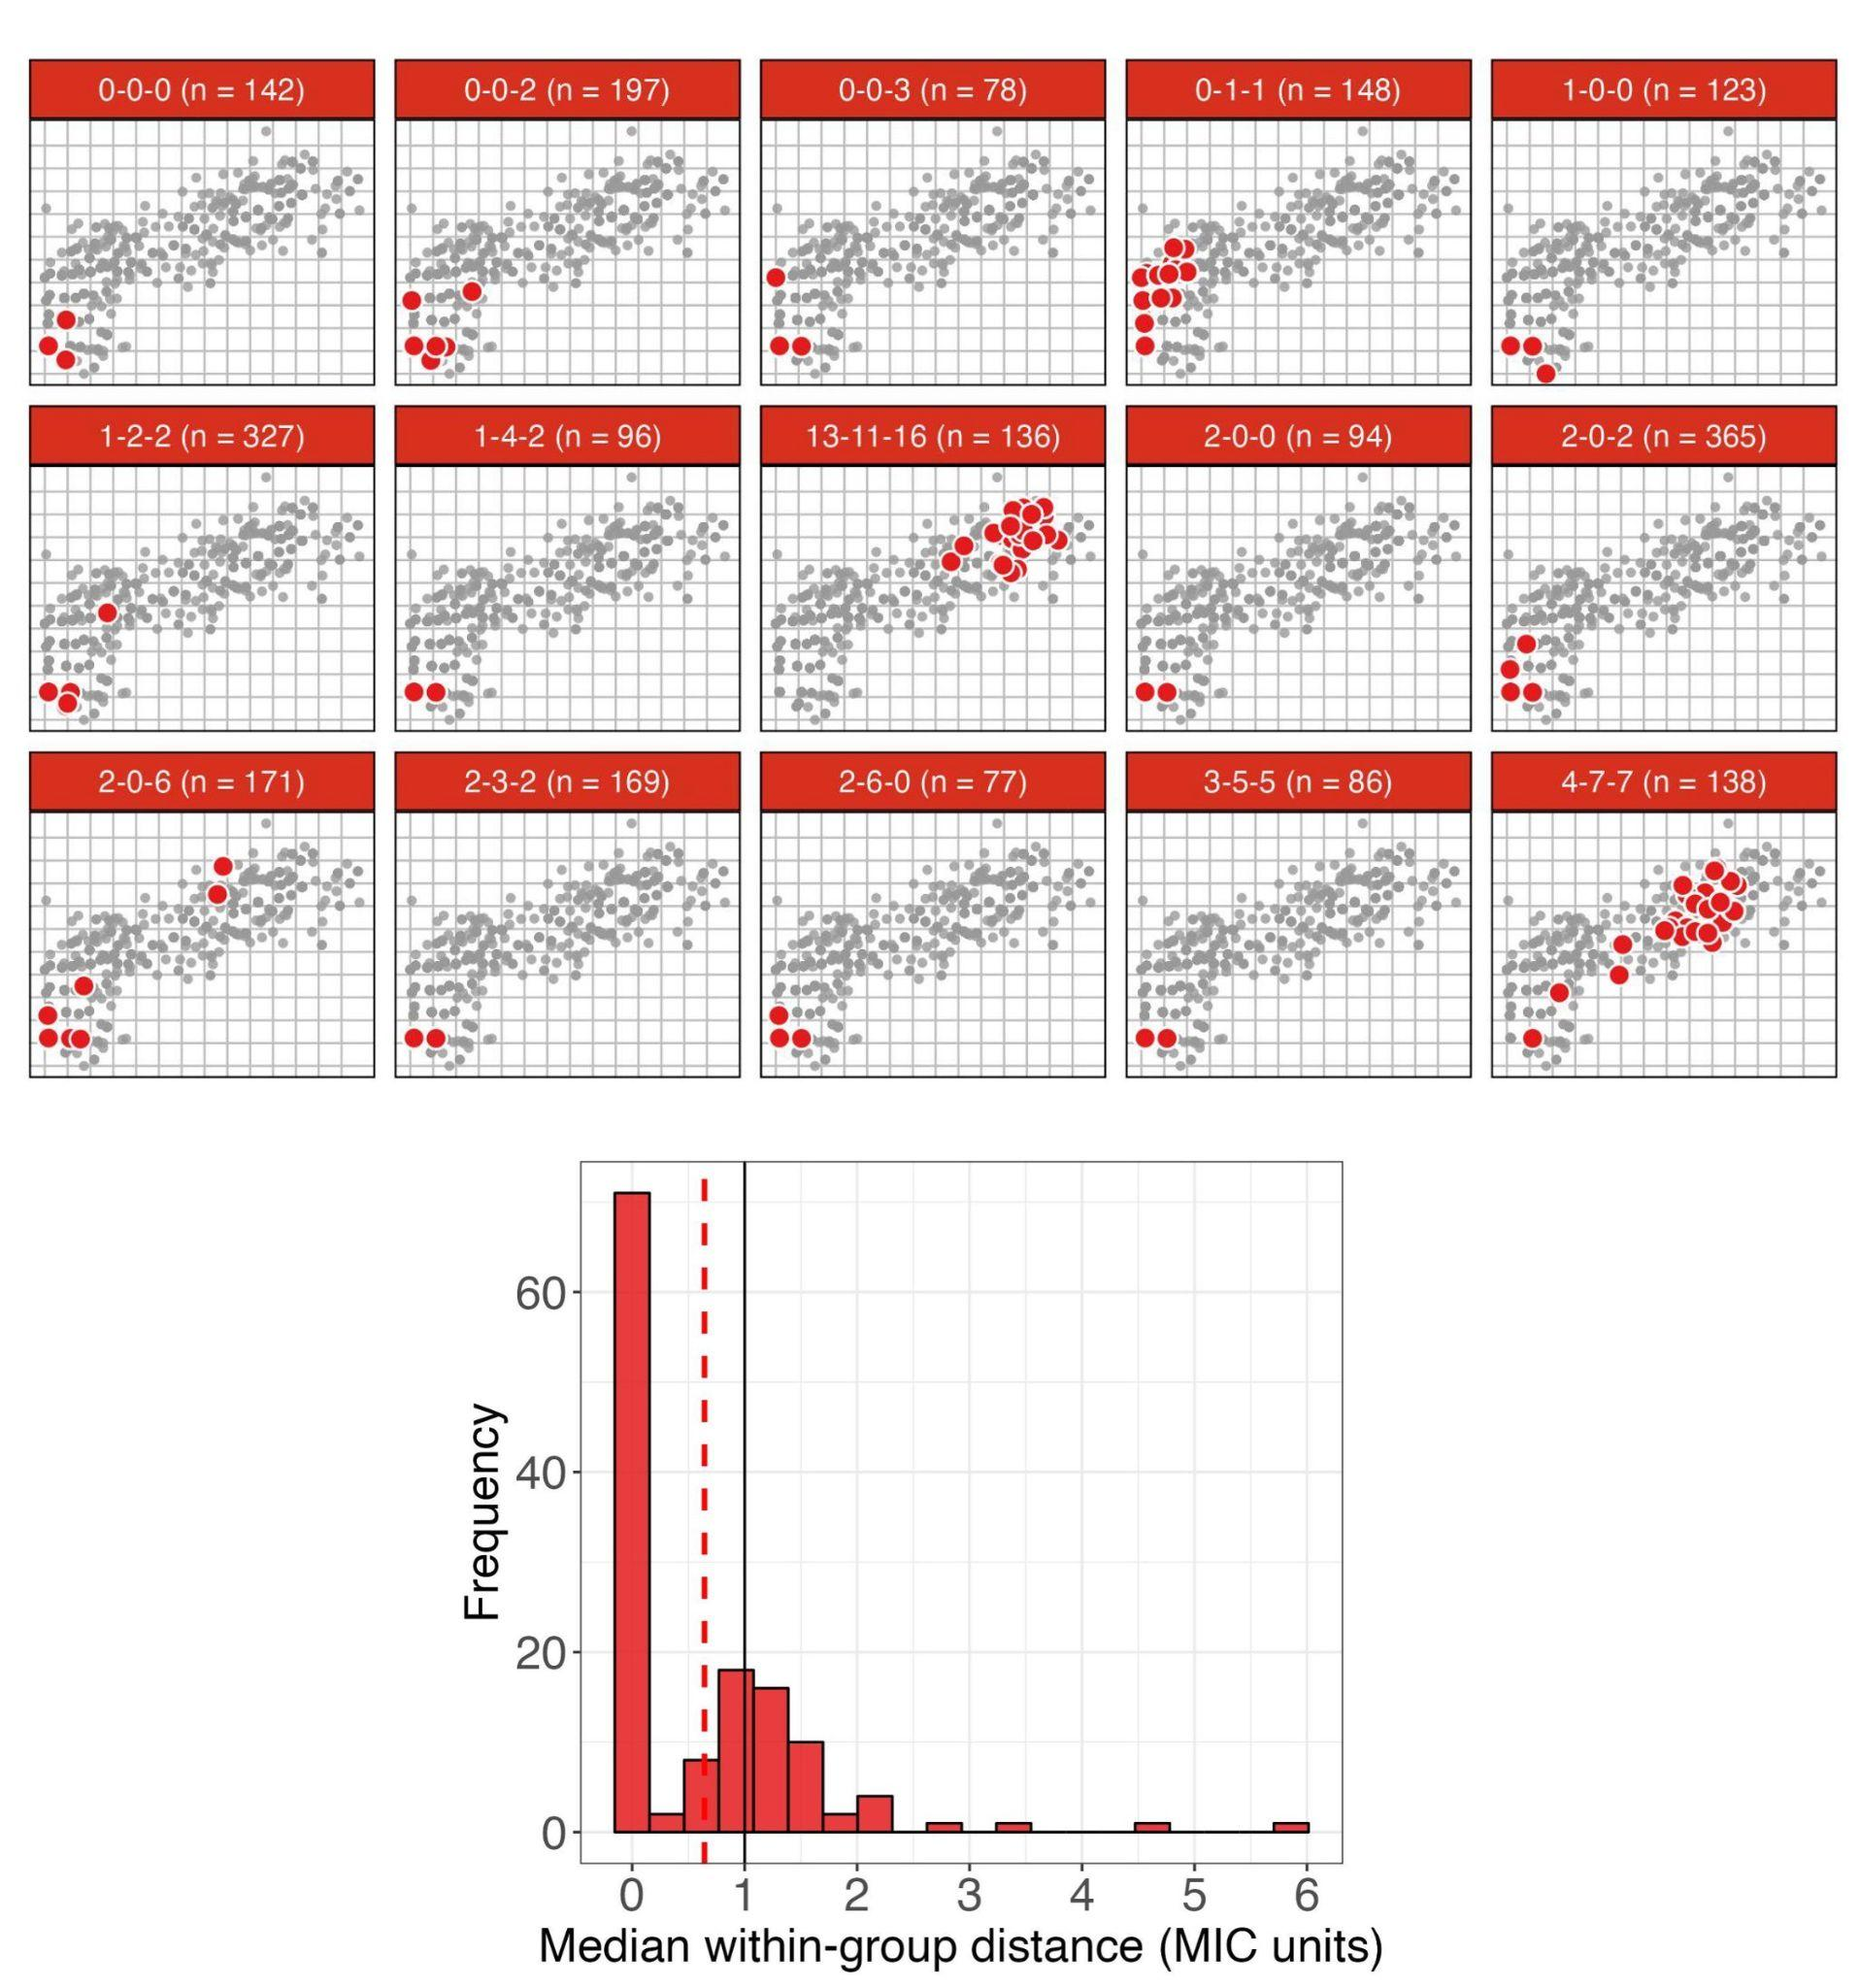 0-0-0 (n = 142)
0-0-2 (n = 197)
0-0-3 (n = 78)
0-1-1 (n = 148)
1-0-0 (n = 123)
1-2-2 (n = 327)
1-4-2 (n = 96)
13-11-16 (n = 136)
2-0-0 (n = 94)
2-0-2 (n = 365)
2-0-6 (n = 171)
2-3-2 (n = 169)
2-6-0 (n = 77)
3-5-5 (n = 86)
4-7-7 (n = 138)
Frequency
60
40
20
0
0 1 2 3 4 5 6
Median within-group distance (MIC units)